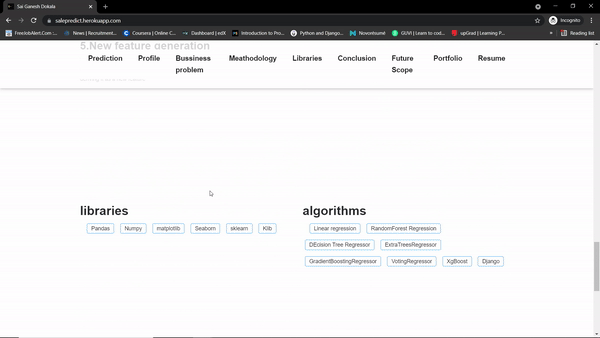 Sai Ganesh Dokala
salepredict.herokuapp.com
Incognito
FreeJobAlert.Com :...
News | Recruitment...
Coursera | Online C...
Dashboard | edX
Introduction to Pro...
Python and Django...
Novorésumé
GUVI | Learn to cod...
upGrad | Learning P...
Reading list
5.New feature generation
Prediction
Profile
Bussiness
problem
Meathodology
Libraries
Conclusion
Future
Scope
Portfolio
Resume
libraries
Pandas Numpy matplotlib Seaborn sklearn Klib
algorithms
Linear regression RandomForest Regression
DEcision Tree Regressor ExtraTreesRegressor
GradientBoostingRegressor VotingRegressor XgBoost Django